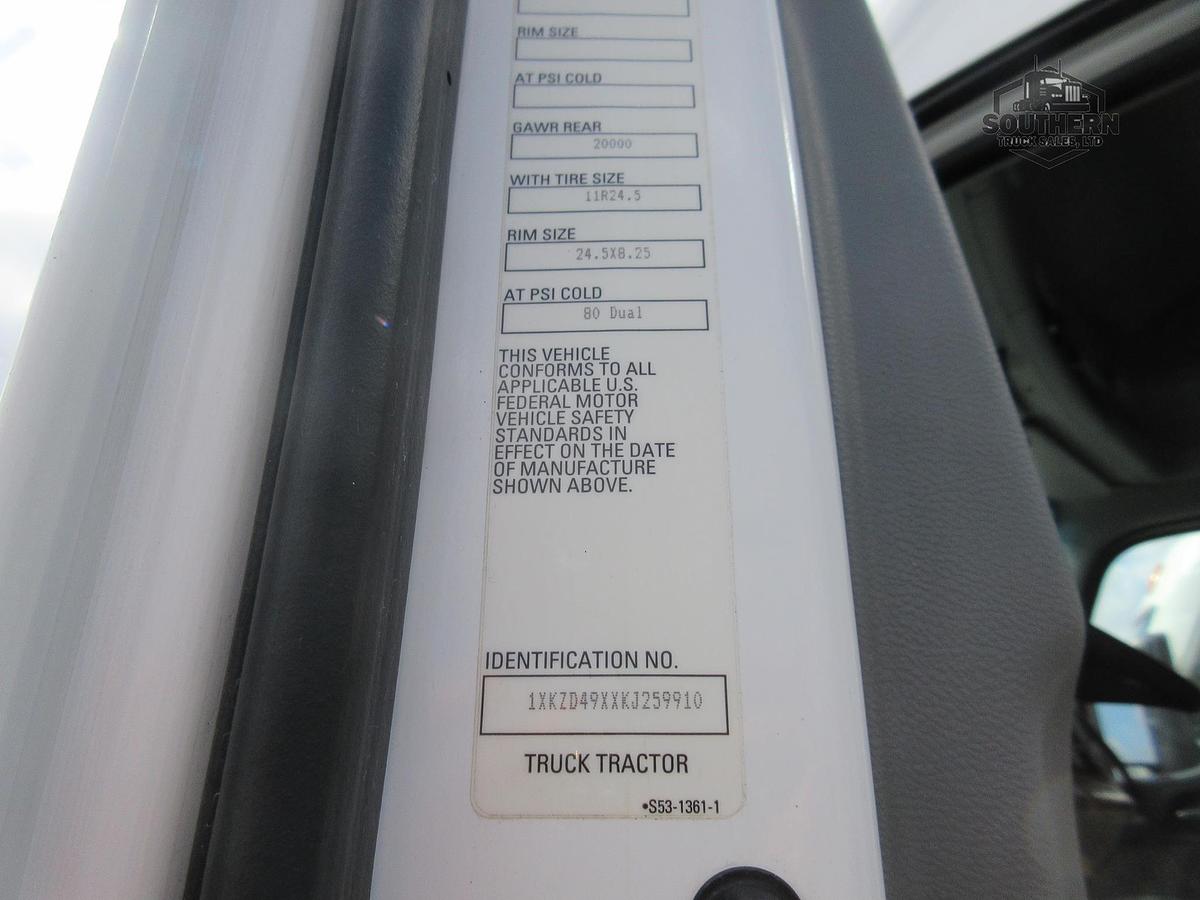 RIM SIZE
AT PSI COLD
GAWR REAR
20000
WITH TIRE SIZE
11R24.5
RIM SIZE
24.5X8.25
AT PSI COLD
80 Dual
THIS VEHICLE
CONFORMS TO ALL
APPLICABLE U.S.
FEDERAL MOTOR
VEHICLE SAFETY
STANDARDS IN
EFFECT ON THE DATE
OF MANUFACTURE
SHOWN ABOVE.
IDENTIFICATION NO.
1XKZD49XXKJ259910
TRUCK TRACTOR
•S53-1361-1
SOUTHERN
TRUCK SALES, LTD